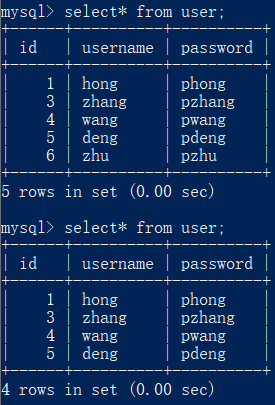 mysql> select* from user;
+----+----------+----------+
| id | username | password |
+----+----------+----------+
| 1 | hong | phong |
| 3 | zhang | pzhang |
| 4 | wang | pwang |
| 5 | deng | pdeng |
| 6 | zhu | pzhu |
+----+----------+----------+
5 rows in set (0.00 sec)
mysql> select* from user;
+----+----------+----------+
| id | username | password |
+----+----------+----------+
| 1 | hong | phong |
| 3 | zhang | pzhang |
| 4 | wang | pwang |
| 5 | deng | pdeng |
+----+----------+----------+
4 rows in set (0.00 sec)